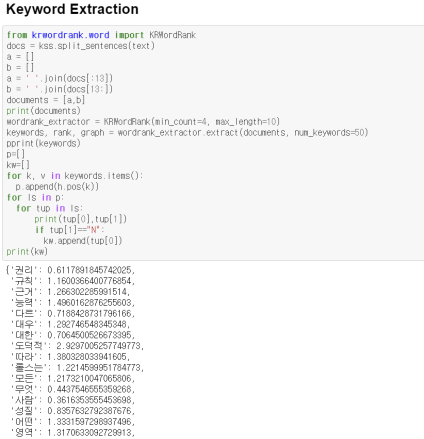 Keyword Extraction
from krwordrank.word import KRWordRank
docs = kss.split_sentences(text)
a = []
b = []
a = ' '.join(docs[:13])
b = ' '.join(docs[13:])
documents = [a,b]
print(documents)
wordrank_extractor = KRWordRank(min_count=4, max_length=10)
keywords, rank, graph = wordrank_extractor.extract(documents, num_keywords=50)
pprint(keywords)
p=[]
kw=[]
for k, v in keywords.items():
p.append(h.pos(k))
for ls in p:
for tup in ls:
print(tup[0],tup[1])
if tup[1]=="N":
kw.append(tup[0])
print(kw)
{'권리': 0.6117891845742025,
'규칙': 1.1600366400776854,
'근거': 1.266302285991514,
'능력': 1.4960162876255603,
'다르': 0.7188428731796166,
'대우': 1.292746548345348,
'대한': 0.7064500526673395,
'도덕적': 2.9297005257749773,
'따라': 1.380328033941605,
'롤스는': 1.2214599951784773,
'모든': 1.2173210047065806,
'무엇': 0.4437546555359268,
'사람': 0.3616353555453698,
'성질': 0.8357632792387676,
'어떤': 1.3331597298937496,
'영역': 1.3170633092729913,